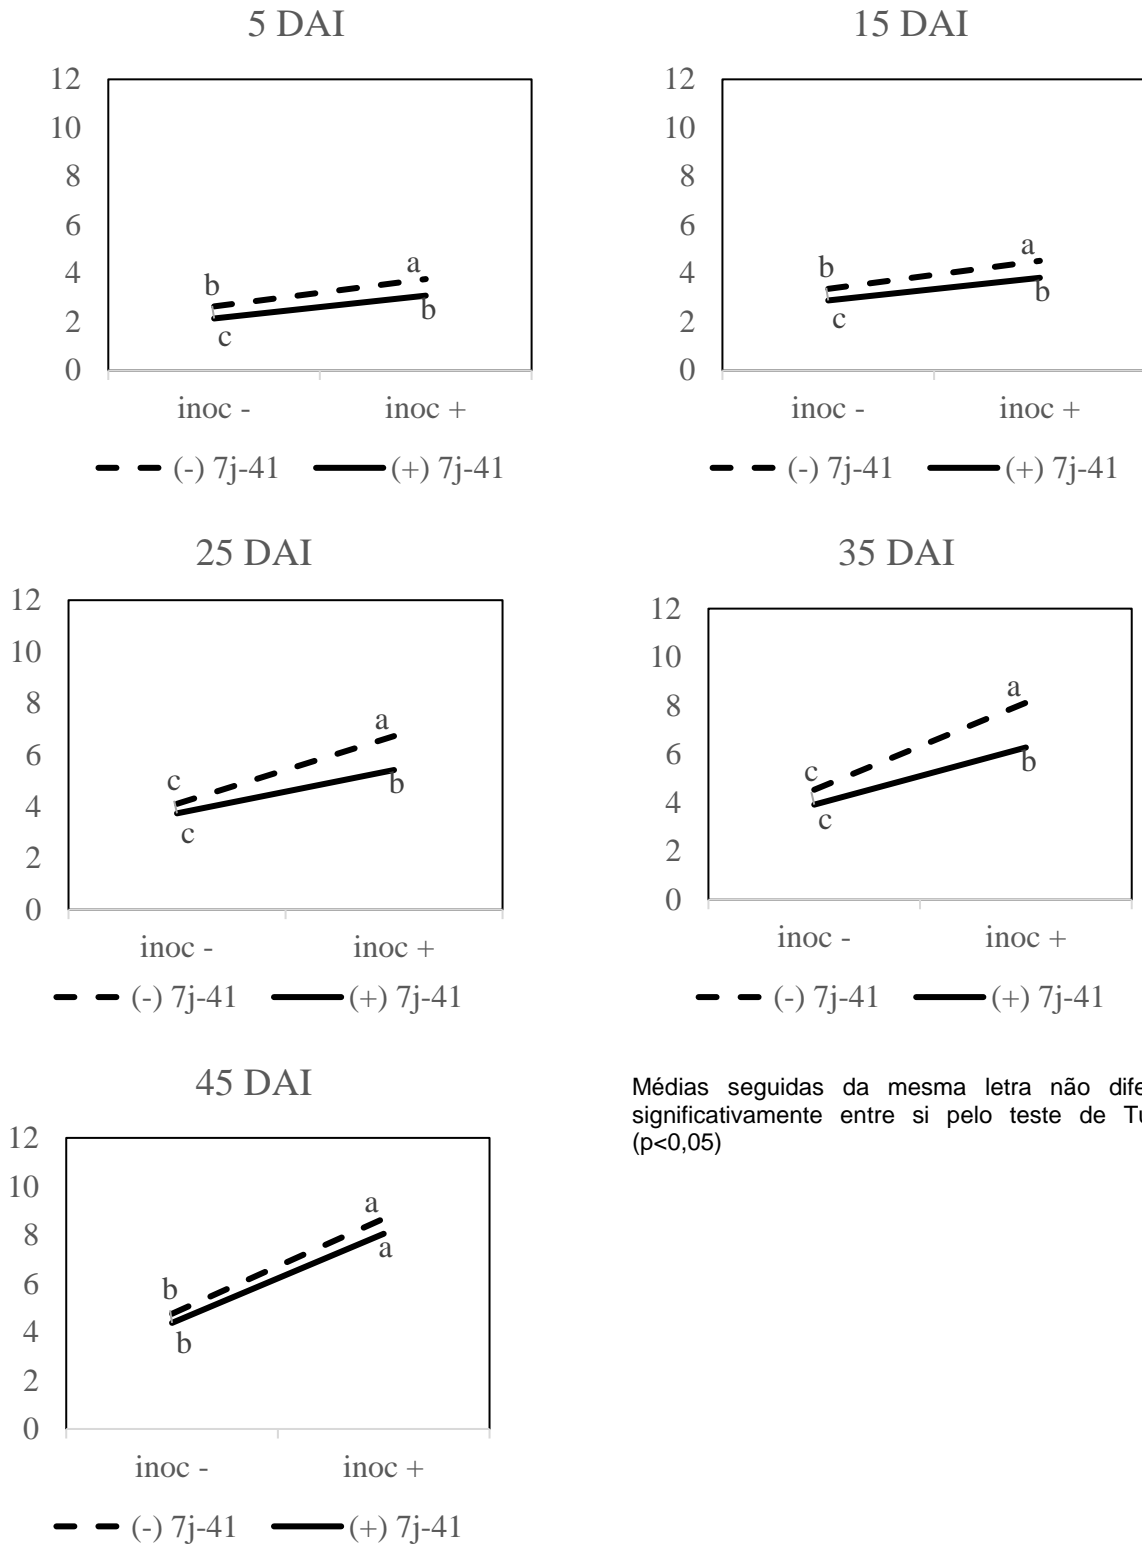 5 DAI
12
10
8
6
4
2
0
b
a
c
b
inoc -
inoc +
(-) 7j-41
(+) 7j-41
15 DAI
12
10
8
6
4
2
0
b
a
c
b
inoc -
inoc +
(-) 7j-41
(+) 7j-41
25 DAI
12
10
8
6
4
2
0
c
a
c
b
inoc -
inoc +
(-) 7j-41
(+) 7j-41
35 DAI
12
10
8
6
4
2
0
c
a
c
b
inoc -
inoc +
(-) 7j-41
(+) 7j-41
45 DAI
12
10
8
6
4
2
0
b
a
b
a
inoc -
inoc +
(-) 7j-41
(+) 7j-41
Médias seguidas da mesma letra não
significativamente entre si pelo teste de
(p<0,05)